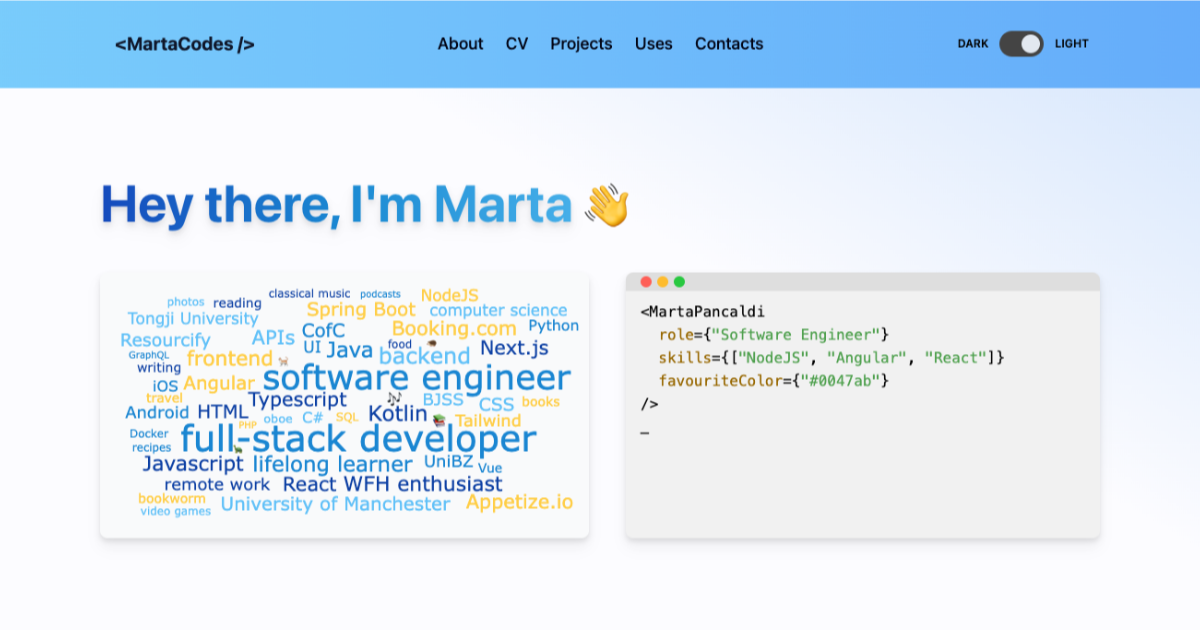 <MartaCodes />
About CV Projects Uses Contacts
DARK LIGHT
Hey there, I'm Marta
classical music podcasts NodeJS
photos reading Spring Boot computer science
Tongji University CofC Booking.com Python
Resourcify APIs UI Java food backend Next.js
GraphQL frontend
writing software engineer
iOS Angular
travel Typescript BJSS CSS books
Android HTML oboe C# SQL Kotlin Tailwind
PHP
Docker full-stack developer
recipes
Javascript lifelong learner UniBZ Vue
remote work React WFH enthusiast
bookworm University of Manchester Appetize.io
video games
<MartaPancaldi
role={"Software Engineer"}
skills={["NodeJS", "Angular", "React"]}
favouriteColor={"#0047ab"}
/>
_